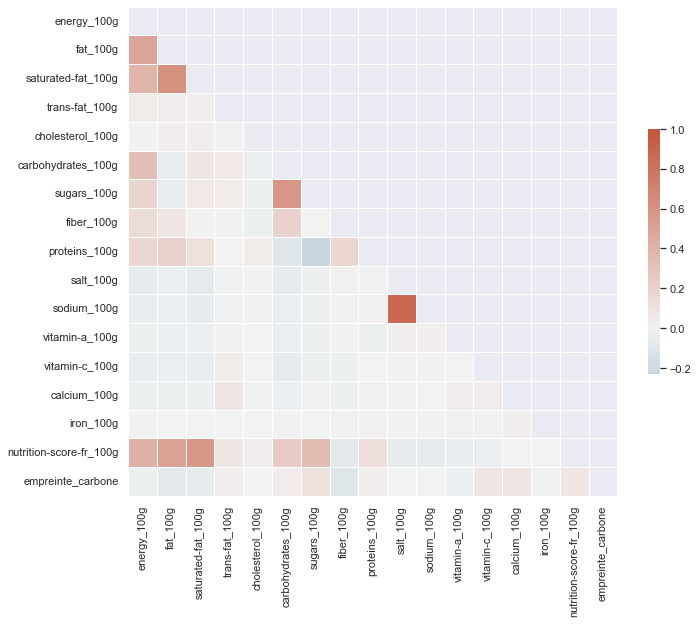 energy_100g
fat_100g
saturated-fat_100g
trans-fat_100g
cholesterol_100g
carbohydrates_100g
sugars_100g
fiber_100g
proteins_100g
salt_100g
sodium_100g
vitamin-a_100g
vitamin-c_100g
calcium_100g
iron_100g
nutrition-score-fr_100g
empreinte_carbone
energy_100g
fat_100g
saturated-fat_100g
trans-fat_100g
cholesterol_100g
carbohydrates_100g
sugars_100g
fiber_100g
proteins_100g
salt_100g
sodium_100g
vitamin-a_100g
vitamin-c_100g
calcium_100g
iron_100g
nutrition-score-fr_100g
empreinte_carbone
1.0
0.8
0.6
0.4
0.2
0.0
−0.2